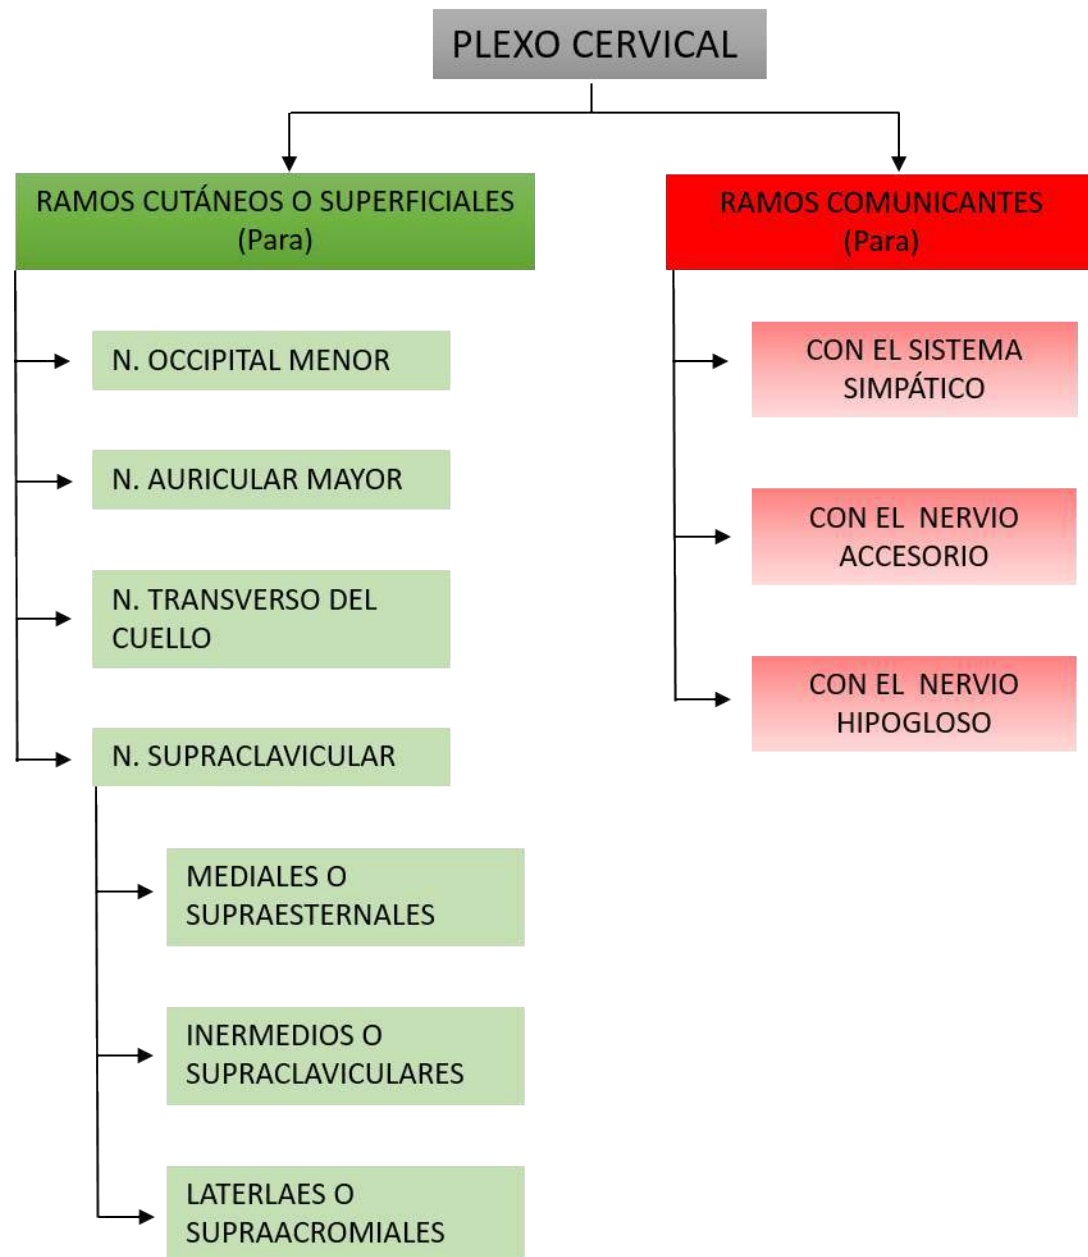 PLEXO CERVICAL
RAMOS CUTÁNEOS O SUPERFICIALES
(Para)
N. OCCIPITAL MENOR
N. AURICULAR MAYOR
N. TRANSVERSO DEL
CUELLO
N. SUPRACLAVICULAR
MEDIALES O
SUPRAESTERNALES
INERMEDIOS O
SUPRACLAVICULARES
LATERLAES O
SUPRAACROMIALES
RAMOS COMUNICANTES
(Para)
CON EL SISTEMA
SIMPÁTICO
CON EL NERVIO
ACCESORIO
CON EL NERVIO
HIPOGLOSO